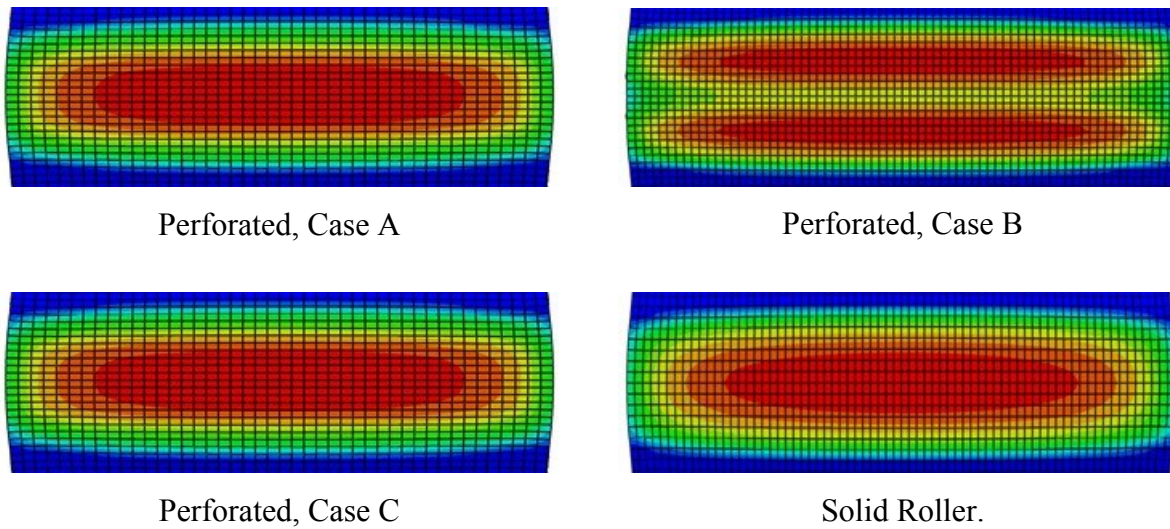 Perforated, Case A
Perforated, Case B
Perforated, Case C
Solid Roller.